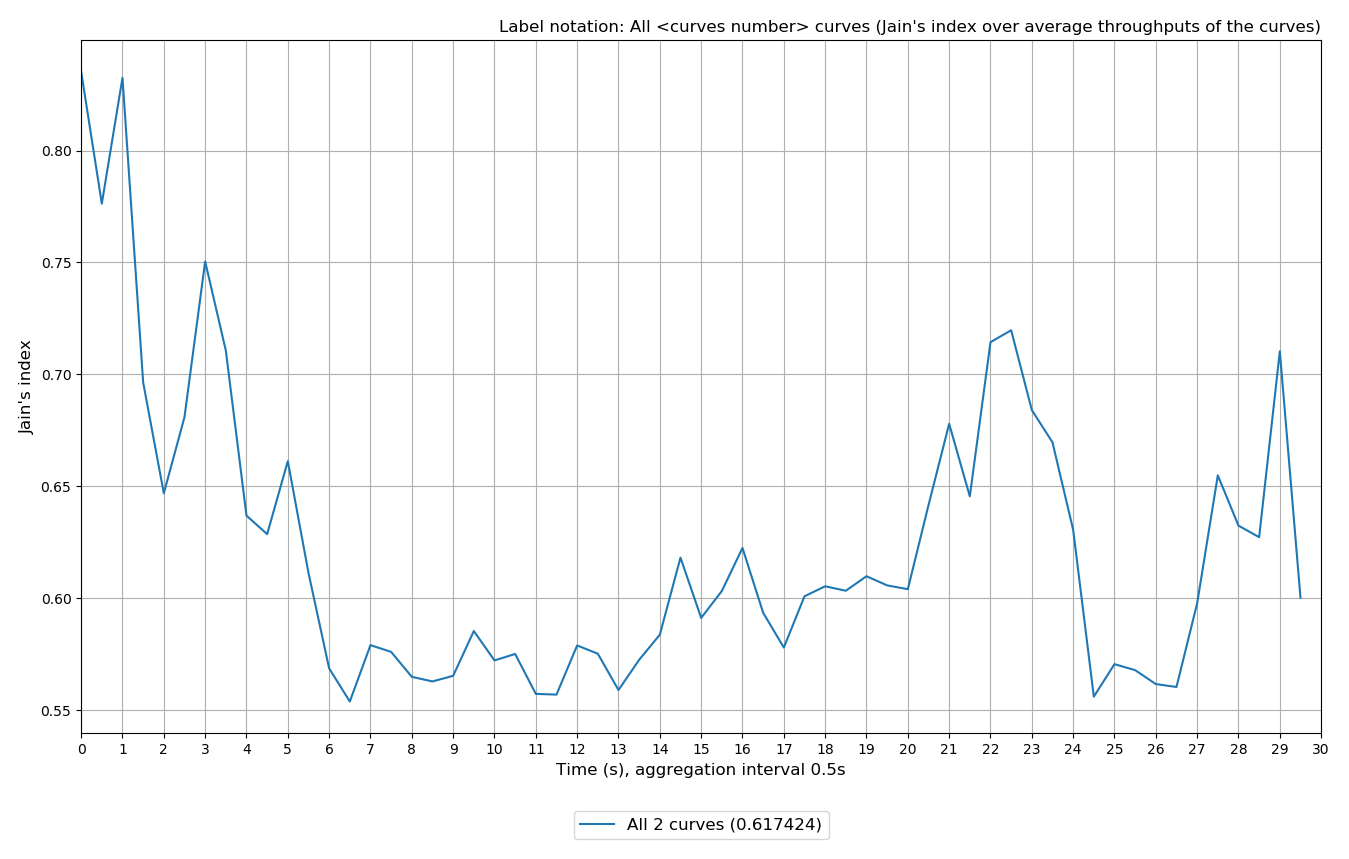 Label notation: All <curves number> curves (Jain's index over average throughputs of the curves)
Jain's index
0.80
0.75
0.70
0.65
0.60
0.55
0 1 2 3 4 5 6 7 8 9 10 11 12 13 14 15 16 17 18 19 20 21 22 23 24 25 26 27 28 29 30
Time (s), aggregation interval 0.5s
All 2 curves (0.617424)